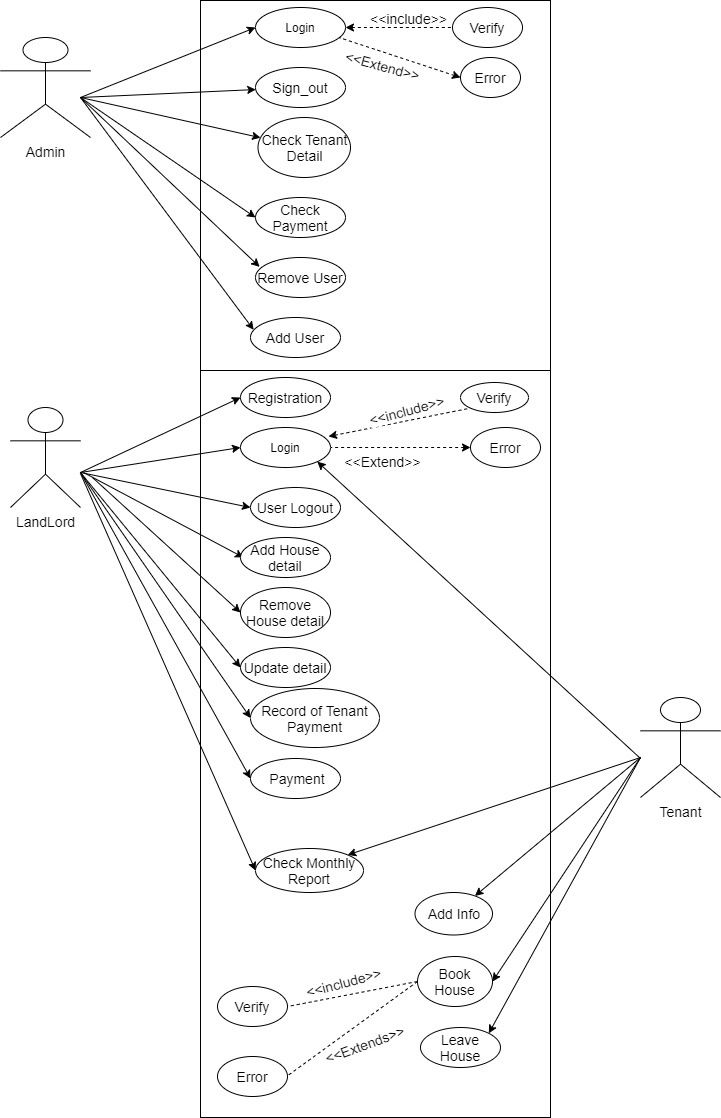 Login
<<include>>
Verify
<<Extend>>
Error
Sign_out
Check Tenant
Detail
Admin
Check
Payment
Remove User
Add User
Registration
<<include>>
Verify
Login
<<Extend>>
Error
LandLord
User Logout
Add House
detail
Remove
House detail
Update detail
Record of Tenant
Payment
Payment
Tenant
Check Monthly
Report
Add Info
Book
House
<<include>>
Verify
<<Extends>>
Leave
House
Error